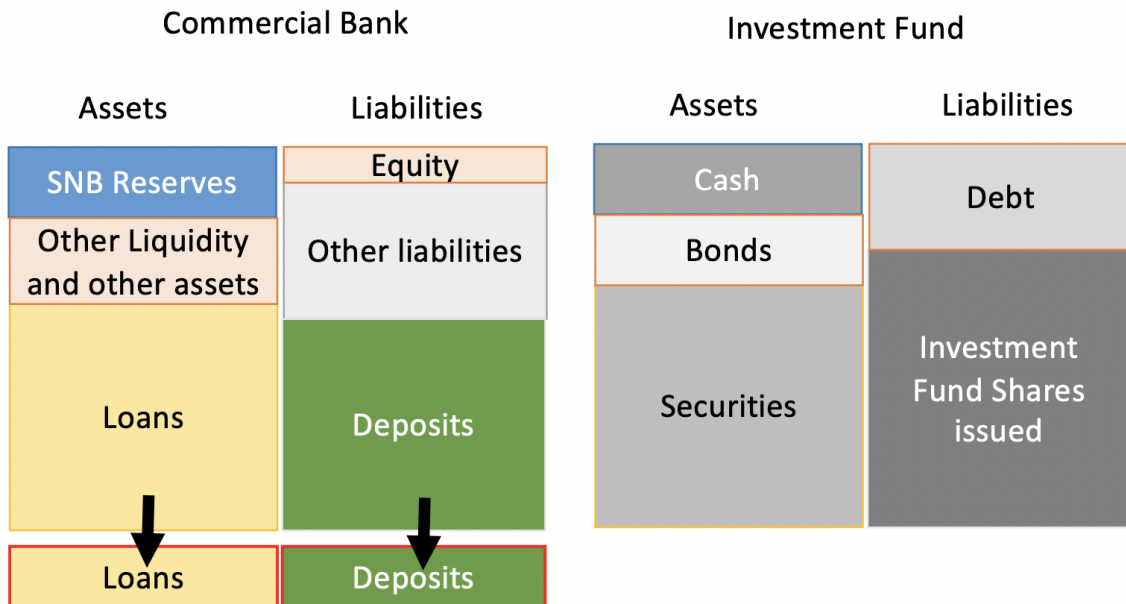 Commercial Bank
Assets
Liabilities
SNB Reserves
Other Liquidity
and other assets
Loans
Equity
Other liabilities
Deposits
Loans
Deposits
Investment Fund
Assets
Liabilities
Cash
Bonds
Securities
Debt
Investment
Fund Shares
issued